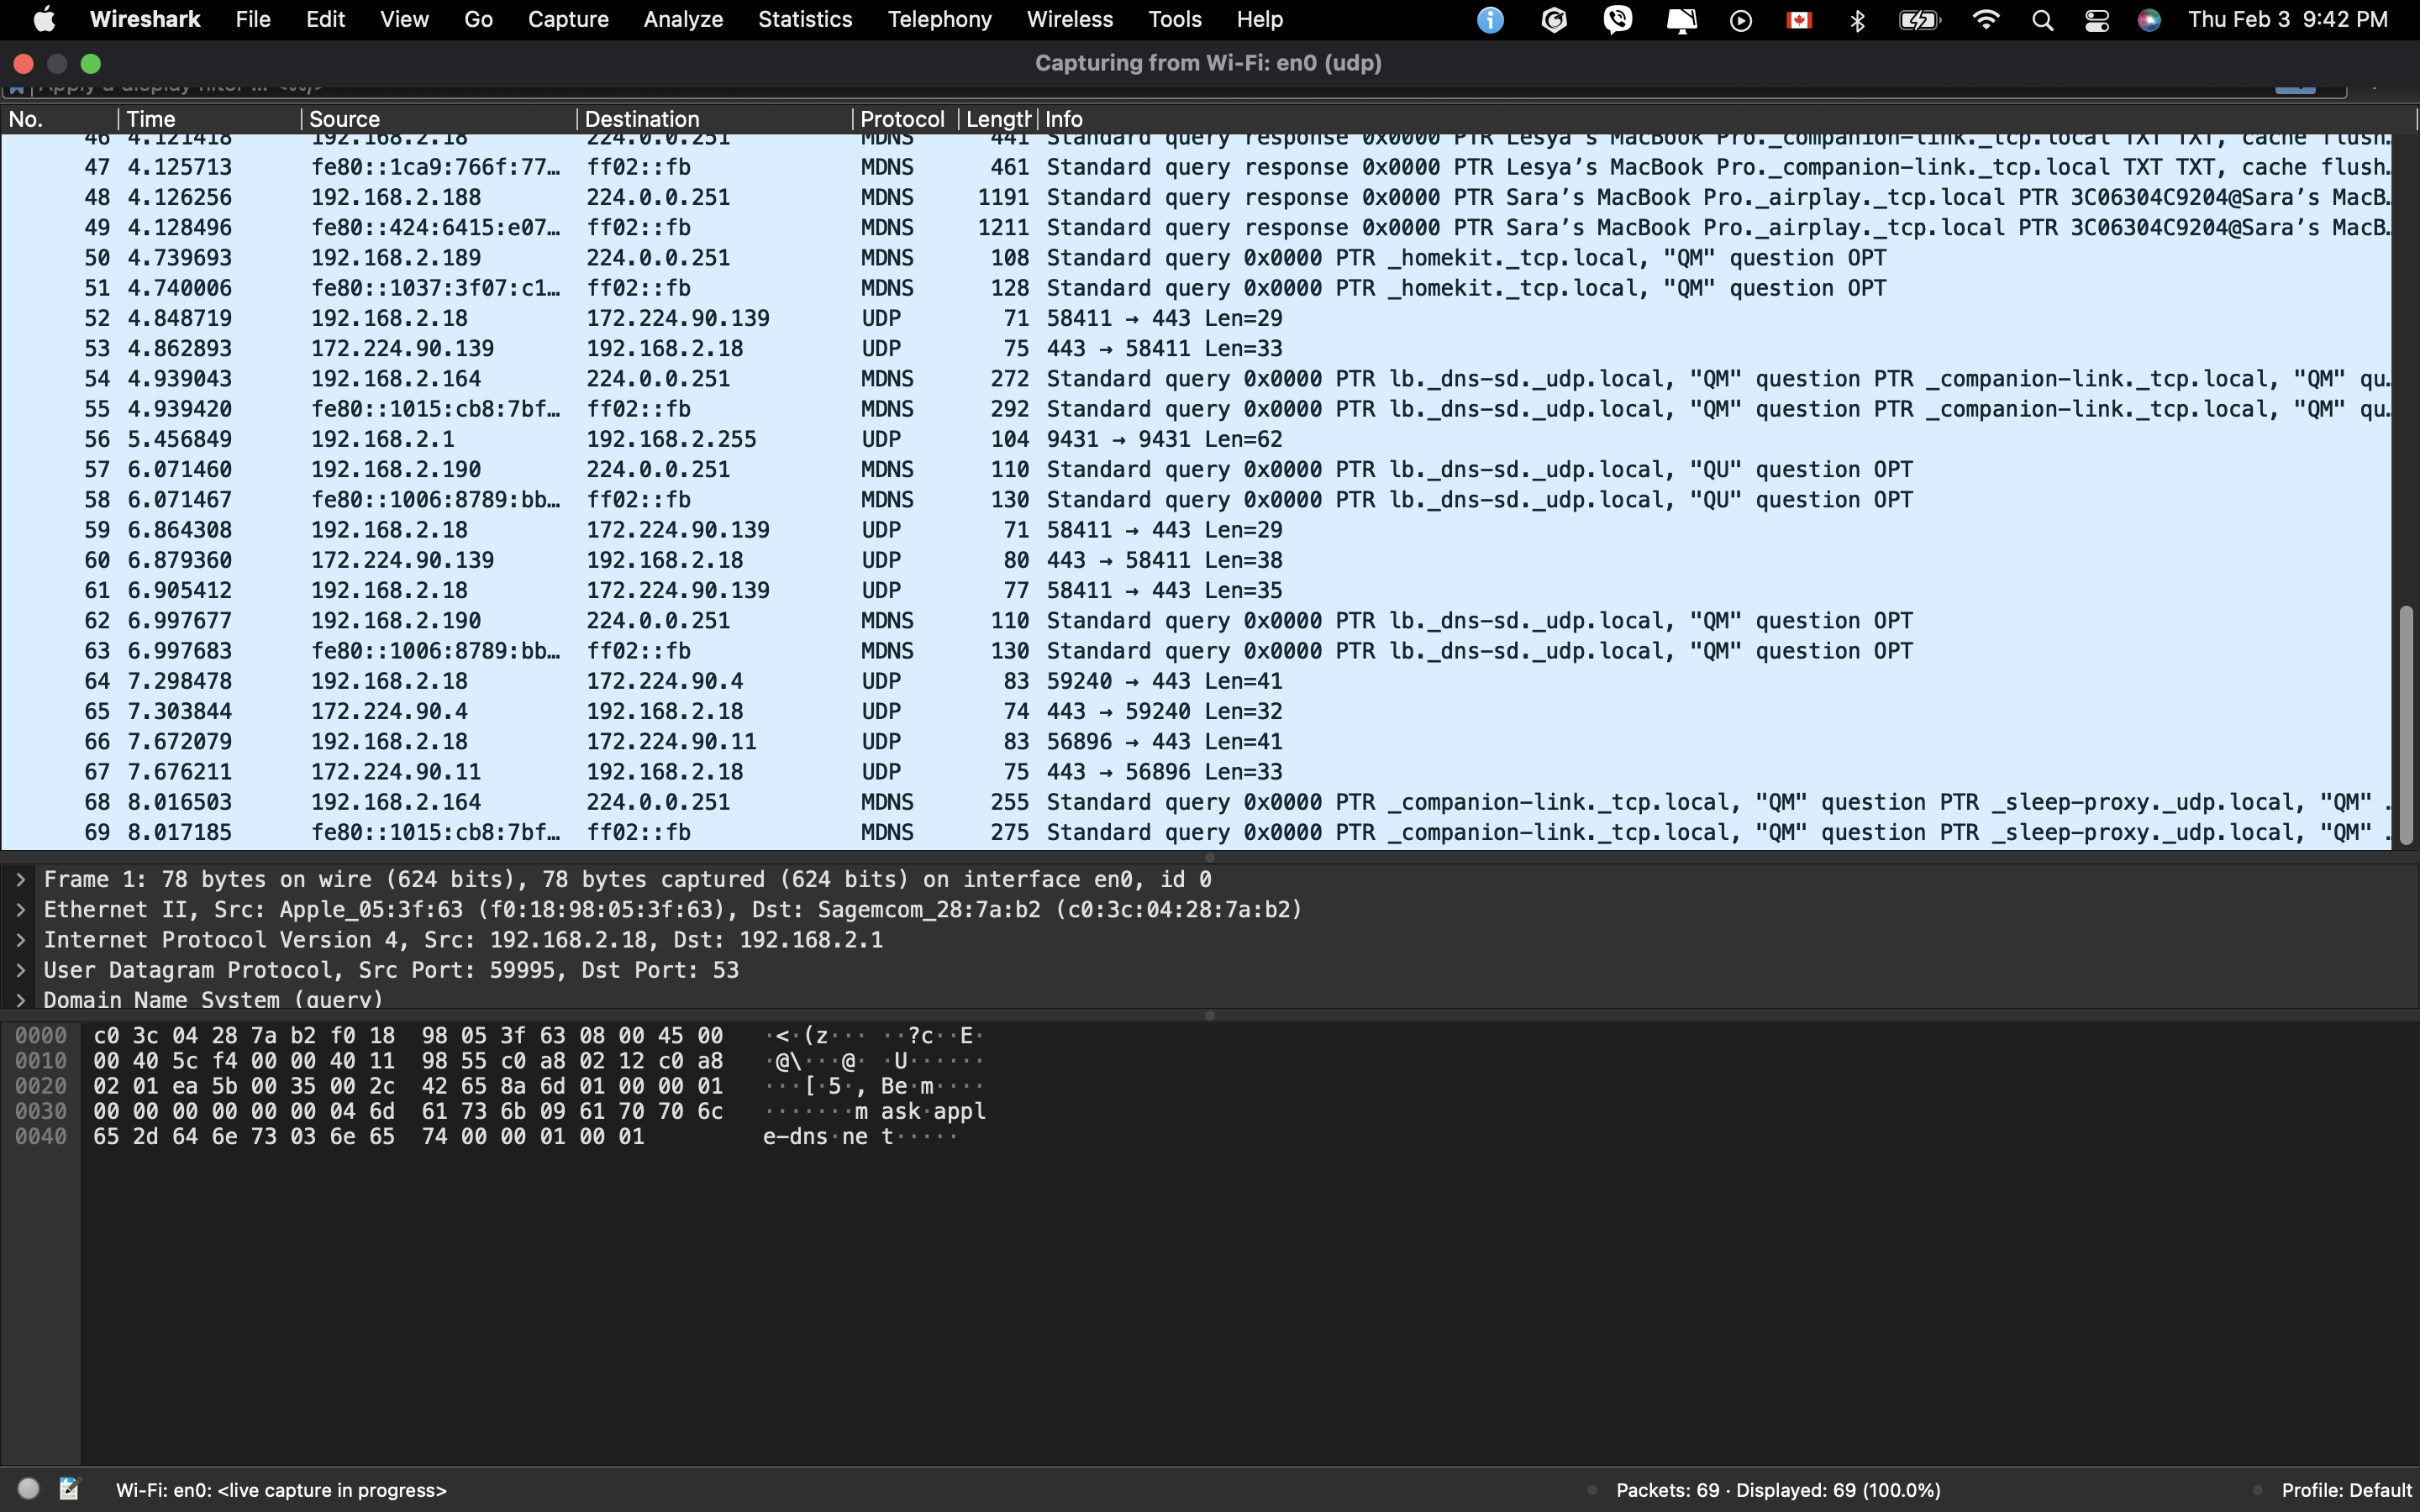 Wireshark File Edit View Go Capture Analyze Statistics Telephony Wireless Tools Help Thu Feb 3 9:42 PM
Capturing from Wi-Fi: en0 (udp)
Apply a display filter ... <⌘/>
No. Time Source Destination Protocol Length Info
46 4.121418 192.168.2.18 224.0.0.251 MDNS 441 Standard query response 0x0000 PTR Lesya's MacBook Pro._companion-link._tcp.local TXT TXT, cache flush…
47 4.125713 fe80::1ca9:766f:77… ff02::fb MDNS 461 Standard query response 0x0000 PTR Lesya’s MacBook Pro._companion-link._tcp.local TXT TXT, cache flush…
48 4.126256 192.168.2.188 224.0.0.251 MDNS 1191 Standard query response 0x0000 PTR Sara’s MacBook Pro._airplay._tcp.local PTR 3C06304C9204@Sara’s MacB…
49 4.128496 fe80::424:6415:e07… ff02::fb MDNS 1211 Standard query response 0x0000 PTR Sara’s MacBook Pro._airplay._tcp.local PTR 3C06304C9204@Sara’s MacB…
50 4.739693 192.168.2.189 224.0.0.251 MDNS 108 Standard query 0x0000 PTR _homekit._tcp.local, "QM" question OPT
51 4.740006 fe80::1037:3f07:c1… ff02::fb MDNS 128 Standard query 0x0000 PTR _homekit._tcp.local, "QM" question OPT
52 4.848719 192.168.2.18 172.224.90.139 UDP 71 58411 → 443 Len=29
53 4.862893 172.224.90.139 192.168.2.18 UDP 75 443 → 58411 Len=33
54 4.939043 192.168.2.164 224.0.0.251 MDNS 272 Standard query 0x0000 PTR lb._dns-sd._udp.local, "QM" question PTR _companion-link._tcp.local, "QM" qu…
55 4.939420 fe80::1015:cb8:7bf… ff02::fb MDNS 292 Standard query 0x0000 PTR lb._dns-sd._udp.local, "QM" question PTR _companion-link._tcp.local, "QM" qu…
56 5.456849 192.168.2.1 192.168.2.255 UDP 104 9431 → 9431 Len=62
57 6.071460 192.168.2.190 224.0.0.251 MDNS 110 Standard query 0x0000 PTR lb._dns-sd._udp.local, "QU" question OPT
58 6.071467 fe80::1006:8789:bb… ff02::fb MDNS 130 Standard query 0x0000 PTR lb._dns-sd._udp.local, "QU" question OPT
59 6.864308 192.168.2.18 172.224.90.139 UDP 71 58411 → 443 Len=29
60 6.879360 172.224.90.139 192.168.2.18 UDP 80 443 → 58411 Len=38
61 6.905412 192.168.2.18 172.224.90.139 UDP 77 58411 → 443 Len=35
62 6.997677 192.168.2.190 224.0.0.251 MDNS 110 Standard query 0x0000 PTR lb._dns-sd._udp.local, "QM" question OPT
63 6.997683 fe80::1006:8789:bb… ff02::fb MDNS 130 Standard query 0x0000 PTR lb._dns-sd._udp.local, "QM" question OPT
64 7.298478 192.168.2.18 172.224.90.4 UDP 83 59240 → 443 Len=41
65 7.303844 172.224.90.4 192.168.2.18 UDP 74 443 → 59240 Len=32
66 7.672079 192.168.2.18 172.224.90.11 UDP 83 56896 → 443 Len=41
67 7.676211 172.224.90.11 192.168.2.18 UDP 75 443 → 56896 Len=33
68 8.016503 192.168.2.164 224.0.0.251 MDNS 255 Standard query 0x0000 PTR _companion-link._tcp.local, "QM" question PTR _sleep-proxy._udp.local, "QM" …
69 8.017185 fe80::1015:cb8:7bf… ff02::fb MDNS 275 Standard query 0x0000 PTR _companion-link._tcp.local, "QM" question PTR _sleep-proxy._udp.local, "QM" …
Frame 1: 78 bytes on wire (624 bits), 78 bytes captured (624 bits) on interface en0, id 0
Ethernet II, Src: Apple_05:3f:63 (f0:18:98:05:3f:63), Dst: Sagemcom_28:7a:b2 (c0:3c:04:28:7a:b2)
Internet Protocol Version 4, Src: 192.168.2.18, Dst: 192.168.2.1
User Datagram Protocol, Src Port: 59995, Dst Port: 53
Domain Name System (query)
0000 c0 3c 04 28 7a b2 f0 18 98 05 3f 63 08 00 45 00 ·<·(z··· ··?c··E·
0010 00 40 5c f4 00 00 40 11 98 55 c0 a8 02 12 c0 a8 ·@\···@· ·U······
0020 02 01 ea 5b 00 35 00 2c 42 65 8a 6d 01 00 00 01 ···[·5·, Be·m····
0030 00 00 00 00 00 00 04 6d 61 73 6b 09 61 70 70 6c ·······m ask·appl
0040 65 2d 64 6e 73 03 6e 65 74 00 00 01 00 01 e-dns·ne t·····
Wi-Fi: en0: <live capture in progress> Packets: 69 · Displayed: 69 (100.0%) Profile: Default